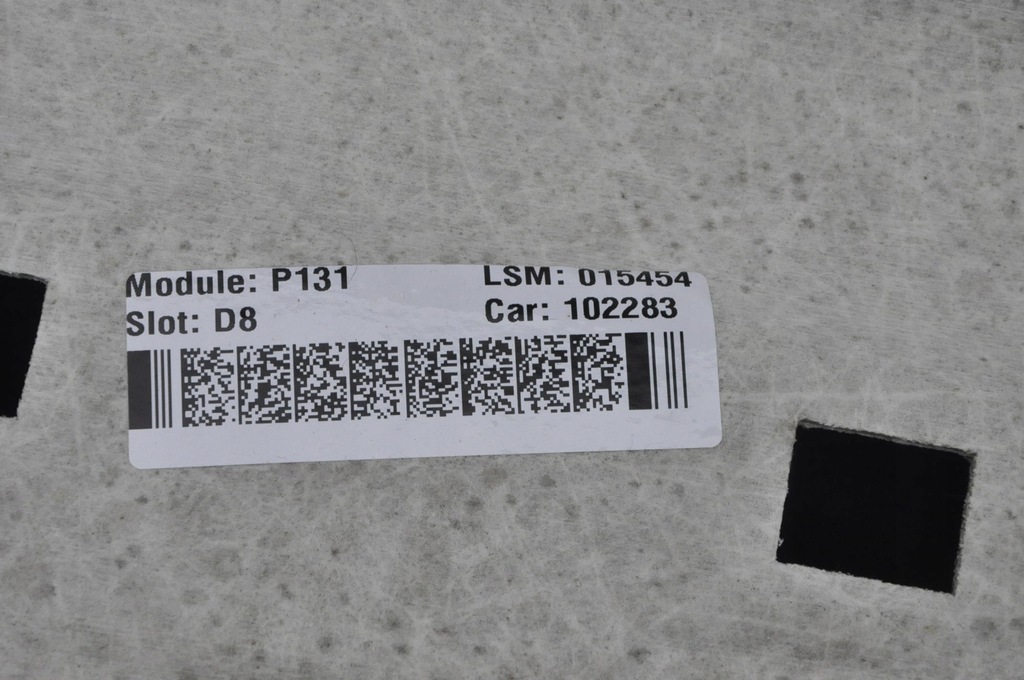 Module: P131 LSM: 015454
Slot: D8 Car: 102283